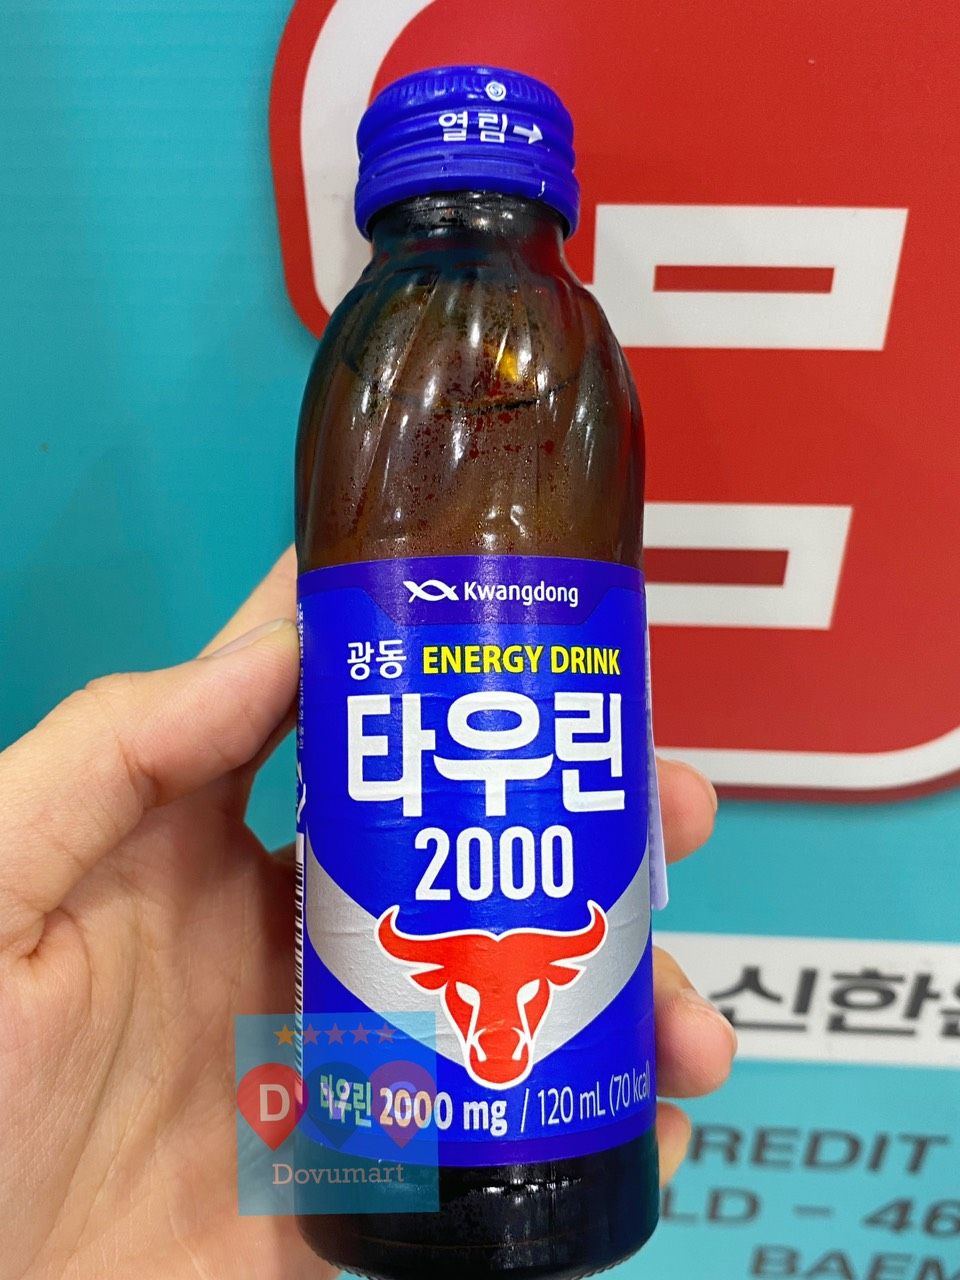 열림→
Kwangdong
광동 ENERGY DRINK
타우린
2000
타우린 2000 mg / 120 mL (70 kcal)
D
Dovumart
신한은
REDIT
LD - 46
BAEM